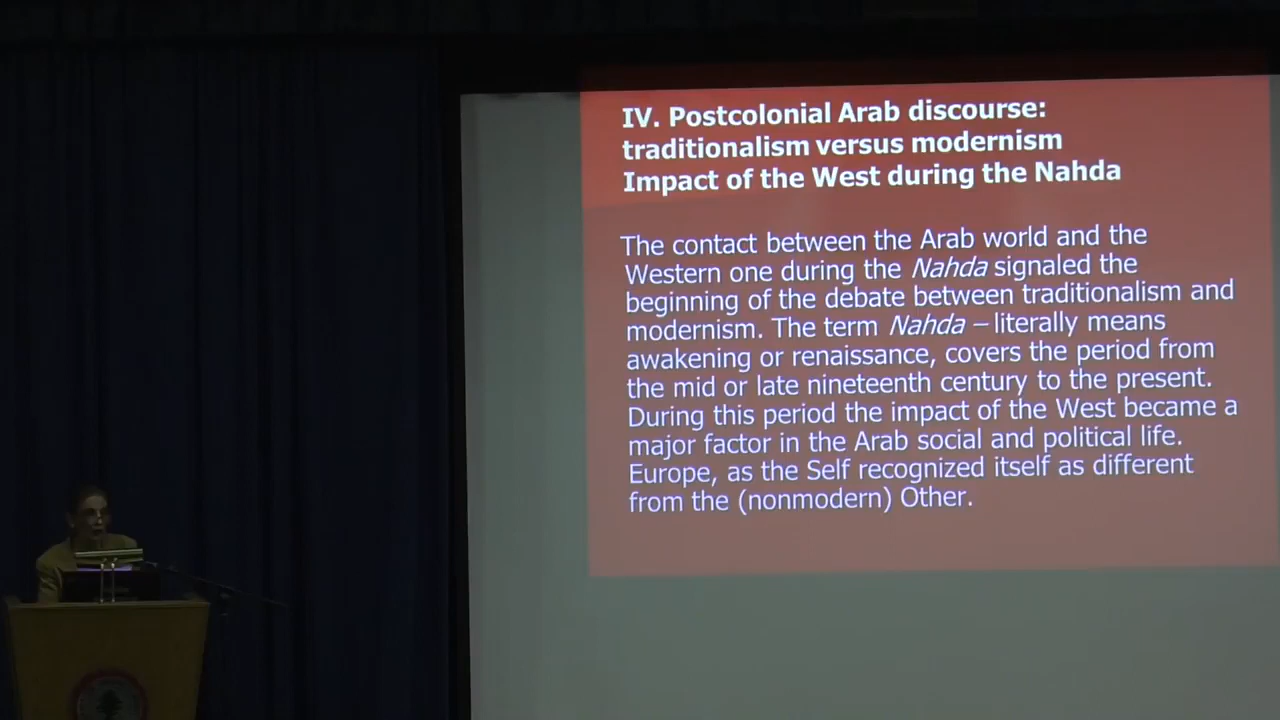 IV. Postcolonial Arab discourse:
traditionalism versus modernism
Impact of the West during the Nahda
The contact between the Arab world and the
Western one during the Nahda signaled the
beginning of the debate between traditionalism and
modernism. The term Nahda – literally means
awakening or renaissance, covers the period from
the mid or late nineteenth century to the present.
During this period the impact of the West became a
major factor in the Arab social and political life.
Europe, as the Self recognized itself as different
from the (nonmodern) Other.